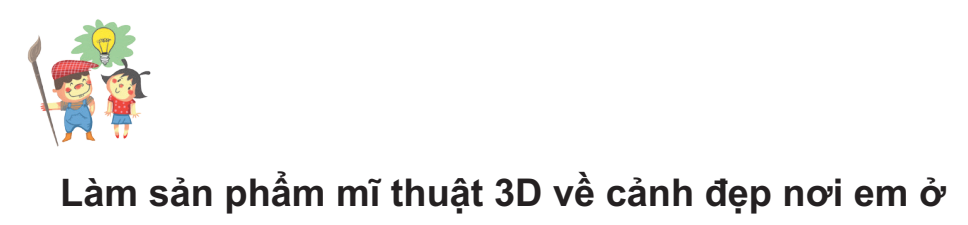 Làm sản phẩm mĩ thuật 3D về cảnh đẹp nơi em ở